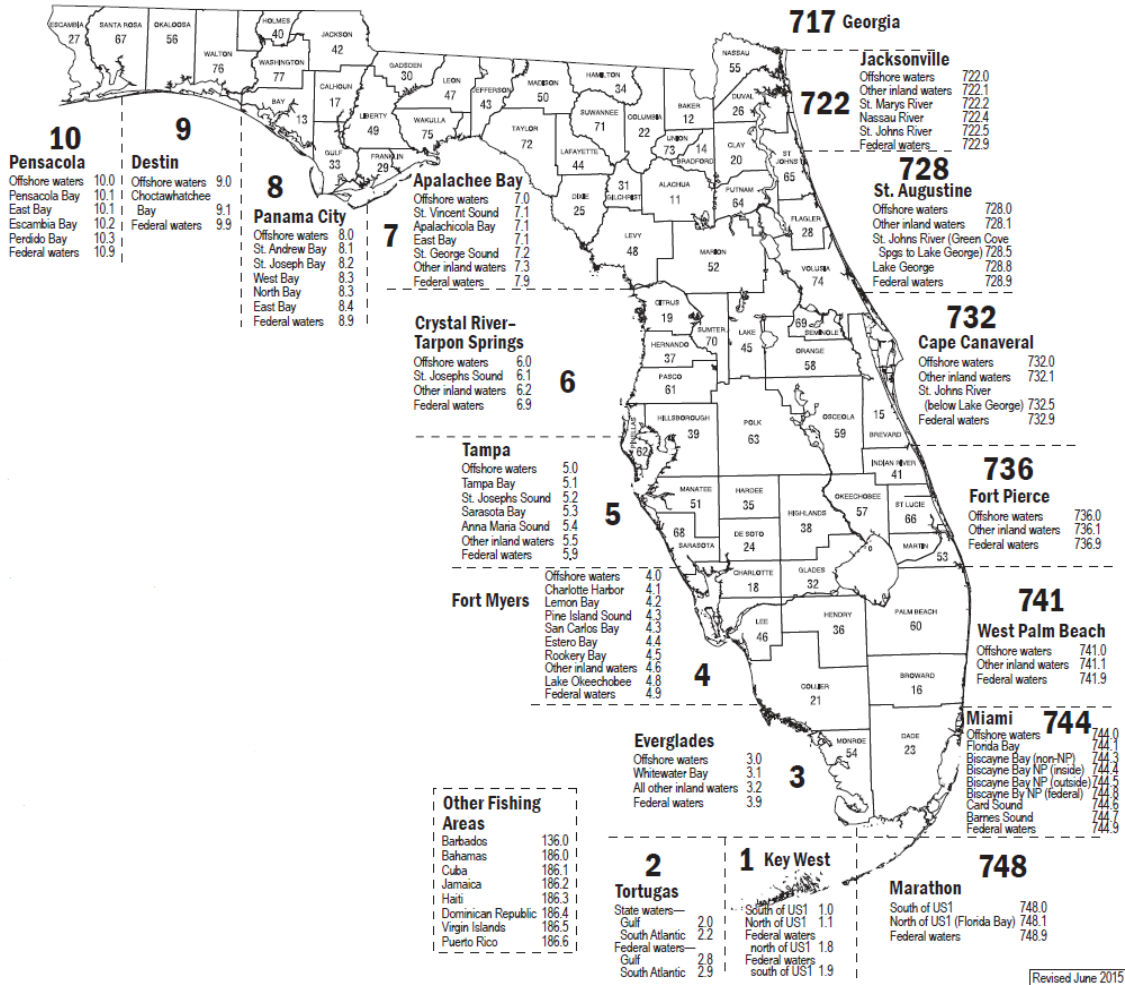 ESCAMBIA
27
SANTA ROSA
67
OKALOOSA
56
WALTON
76
HOLMES
40
WASHINGTON
77
JACKSON
42
BAY
13
CALHOUN
17
GULF
33
GADSDEN
30
LIBERTY
49
FRANKLIN
29
LEON
47
WAKULLA
75
JEFFERSON
43
MADISON
50
TAYLOR
72
HAMILTON
34
SUWANNEE
71
LAFAYETTE
44
DIXIE
25
COLUMBIA
22
31
GILCHRIST
BAKER
12
UNION
73
14
BRADFORD
ALACHUA
11
LEVY
48
NASSAU
55
DUVAL
26
CLAY
20
ST JOHNS
65
PUTNAM
64
FLAGLER
28
MARION
52
VOLUSIA
74
CITRUS
19
SUMTER
70
LAKE
45
69
SEMINOLE
HERNANDO
37
ORANGE
58
PASCO
61
PINELLAS
62
HILLSBOROUGH
39
POLK
63
OSCEOLA
59
15
BREVARD
INDIAN RIVER
41
MANATEE
51
HARDEE
35
HIGHLANDS
38
OKEECHOBEE
57
ST LUCIE
66
68
SARASOTA
DE SOTO
24
MARTIN
53
CHARLOTTE
18
GLADES
32
LEE
46
HENDRY
36
PALM BEACH
60
COLLIER
21
BROWARD
16
MONROE
54
DADE
23
717 Georgia
722
Jacksonville
Offshore waters 722.0
Other inland waters 722.1
St. Marys River 722.2
Nassau River 722.4
St. Johns River 722.5
Federal waters 722.9
728
St. Augustine
Offshore waters 728.0
Other inland waters 728.1
St. Johns River (Green Cove
Spgs to Lake George) 728.5
Lake George 728.8
Federal waters 728.9
732
Cape Canaveral
Offshore waters 732.0
Other inland waters 732.1
St. Johns River
(below Lake George) 732.5
Federal waters 732.9
736
Fort Pierce
Offshore waters 736.0
Other inland waters 736.1
Federal waters 736.9
741
West Palm Beach
Offshore waters 741.0
Other inland waters 741.1
Federal waters 741.9
Miami 744
Offshore waters 744.0
Florida Bay 744.1
Biscayne Bay (non-NP) 744.3
Biscayne Bay NP (inside) 744.4
Biscayne Bay NP (outside) 744.5
Biscayne By NP (federal) 744.8
Card Sound 744.6
Barnes Sound 744.7
Federal waters 744.9
748
Marathon
South of US1 748.0
North of US1 (Florida Bay) 748.1
Federal waters 748.9
10
Pensacola
Offshore waters 10.0
Pensacola Bay 10.1
East Bay 10.1
Escambia Bay 10.2
Perdido Bay 10.3
Federal waters 10.9
9
Destin
Offshore waters 9.0
Choctawhatchee
Bay 9.1
Federal waters 9.9
8
Panama City
Offshore waters 8.0
St. Andrew Bay 8.1
St. Joseph Bay 8.2
West Bay 8.3
North Bay 8.3
East Bay 8.4
Federal waters 8.9
7
Apalachee Bay
Offshore waters 7.0
St. Vincent Sound 7.1
Apalachicola Bay 7.1
East Bay 7.1
St. George Sound 7.2
Other inland waters 7.3
Federal waters 7.9
Crystal River–
Tarpon Springs
6
Offshore waters 6.0
St. Josephs Sound 6.1
Other inland waters 6.2
Federal waters 6.9
Tampa
5
Offshore waters 5.0
Tampa Bay 5.1
St. Josephs Sound 5.2
Sarasota Bay 5.3
Anna Maria Sound 5.4
Other inland waters 5.5
Federal waters 5.9
Fort Myers
4
Offshore waters 4.0
Charlotte Harbor 4.1
Lemon Bay 4.2
Pine Island Sound 4.3
San Carlos Bay 4.3
Estero Bay 4.4
Rookery Bay 4.5
Other inland waters 4.6
Lake Okeechobee 4.8
Federal waters 4.9
Everglades
3
Offshore waters 3.0
Whitewater Bay 3.1
All other inland waters 3.2
Federal waters 3.9
2
Tortugas
State waters—
Gulf 2.0
South Atlantic 2.2
Federal waters—
Gulf 2.8
South Atlantic 2.9
1 Key West
South of US1 1.0
North of US1 1.1
Federal waters
north of US1 1.8
Federal waters
south of US1 1.9
Other Fishing
Areas
Barbados 136.0
Bahamas 186.0
Cuba 186.1
Jamaica 186.2
Haiti 186.3
Dominican Republic 186.4
Virgin Islands 186.5
Puerto Rico 186.6
Revised June 2015